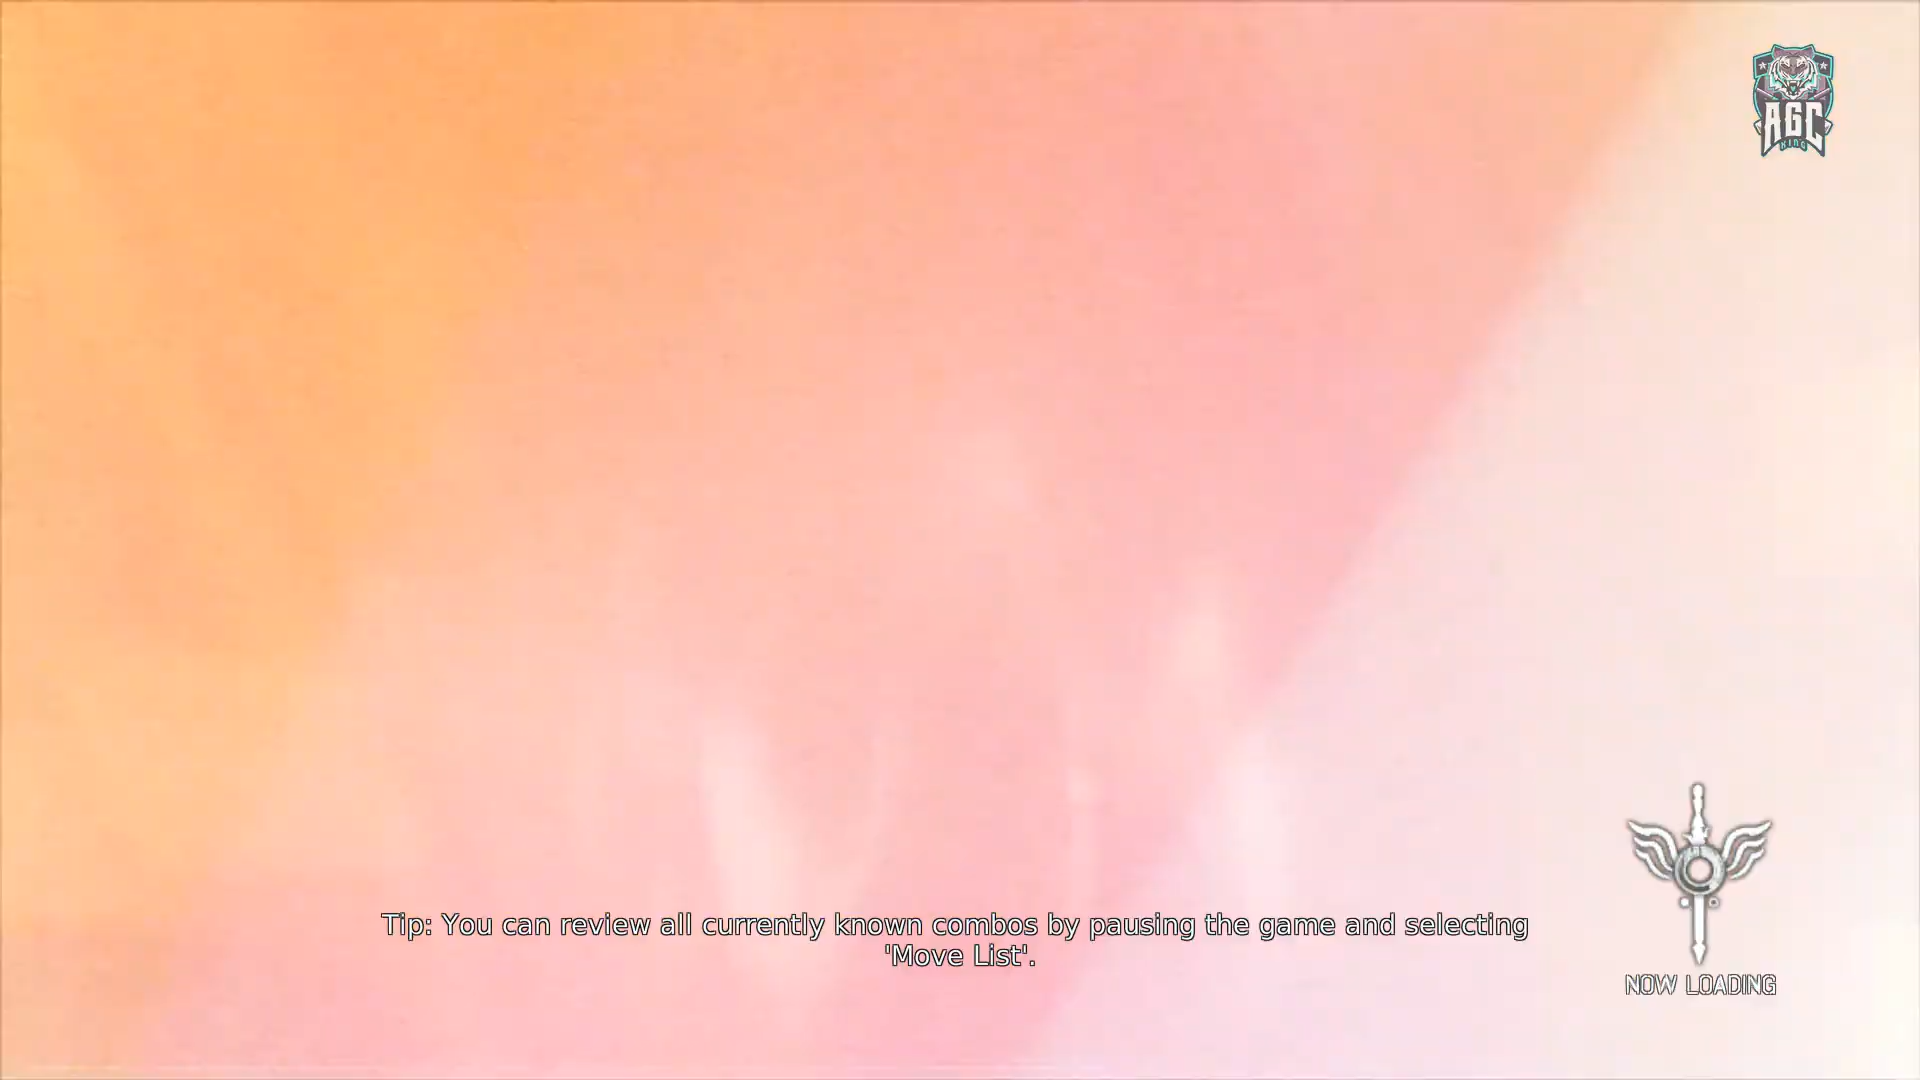 AGC
KING
Tip: You can review all currently known combos by pausing the game and selecting
'Move List'.
NOW LOADING